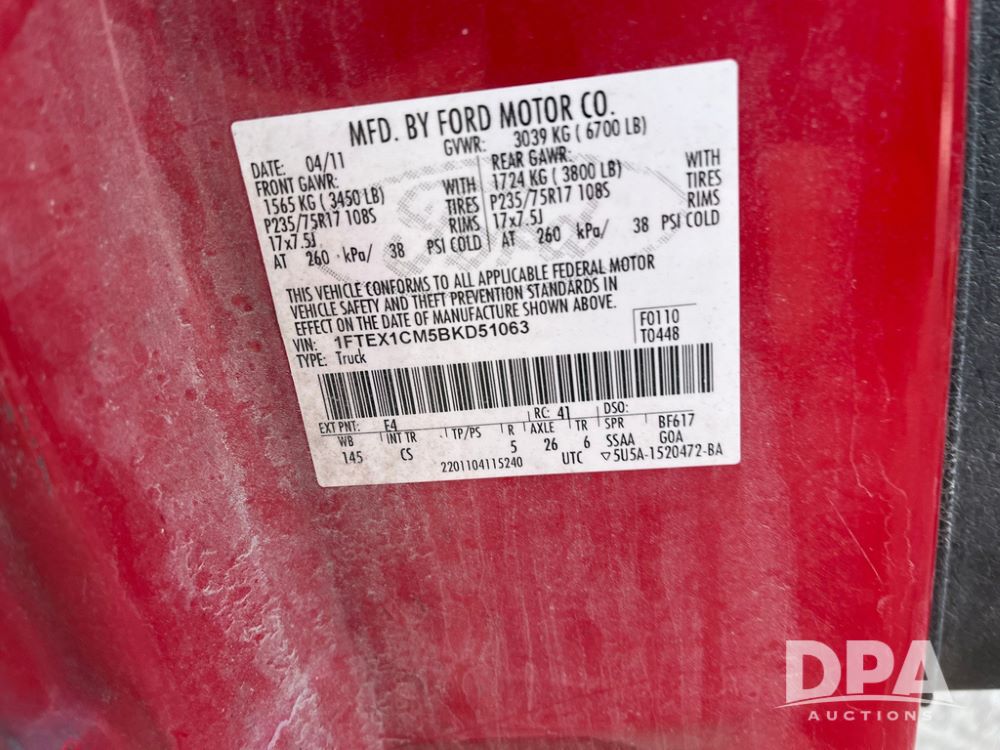 MFD. BY FORD MOTOR CO.
DATE: 04/11 GVWR: 3039 KG ( 6700 LB)
FRONT GAWR: REAR GAWR:
1565 KG ( 3450 LB) WITH 1724 KG ( 3800 LB) WITH
P235/75R17 108S TIRES P235/75R17 108S TIRES
17x7.5J RIMS 17x7.5J RIMS
AT 260 kPa/ 38 PSI COLD AT 260 kPa/ 38 PSI COLD
THIS VEHICLE CONFORMS TO ALL APPLICABLE FEDERAL MOTOR
VEHICLE SAFETY AND THEFT PREVENTION STANDARDS IN
EFFECT ON THE DATE OF MANUFACTURE SHOWN ABOVE.
VIN: 1FTEX1CM5BKD51063 F0110
TYPE: Truck T0448
EXT PNT: E4 RC: 41 DSO:
WB INT TR TP/PS R AXLE TR SPR BF617
145 CS 5 26 6 SSAA GOA
2201104115240 UTC ▽5U5A-1520472-BA
DPA
AUCTIONS